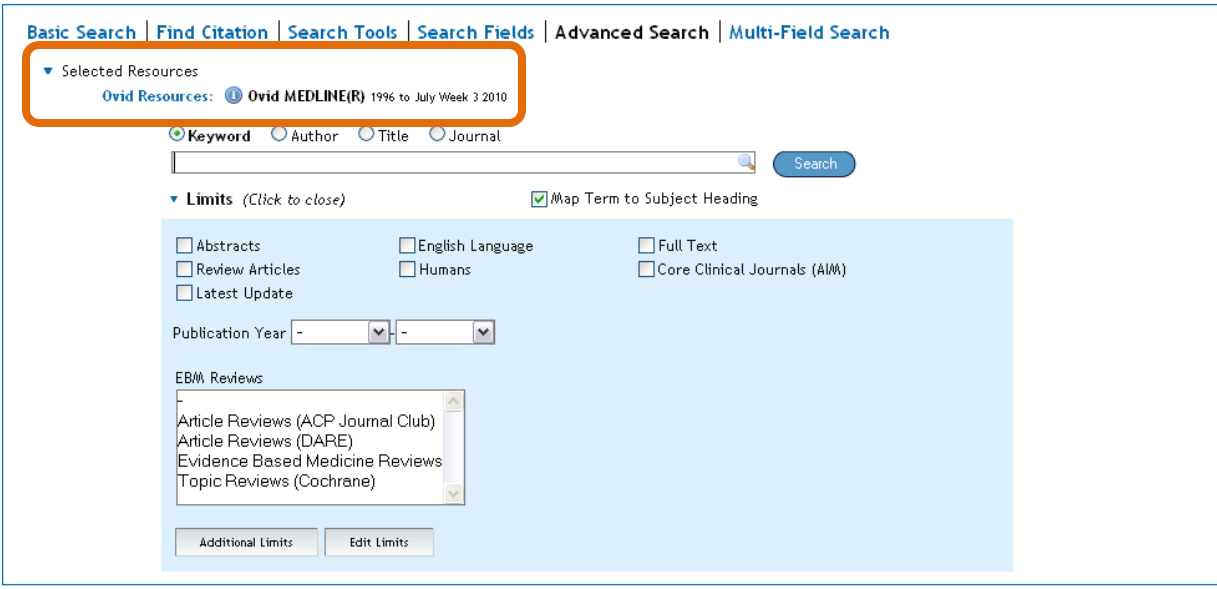 Basic Search | Find Citation | Search Tools | Search Fields | Advanced Search | Multi-Field Search
Selected Resources
Ovid Resources: Ovid MEDLINE(R) 1996 to July Week 3 2010
Keyword Author Title Journal
Search
Limits (Click to close) Map Term to Subject Heading
Abstracts English Language Full Text
Review Articles Humans Core Clinical Journals (AIM)
Latest Update
Publication Year - - -
EBM Reviews
-
Article Reviews (ACP Journal Club)
Article Reviews (DARE)
Evidence Based Medicine Reviews
Topic Reviews (Cochrane)
Additional Limits Edit Limits